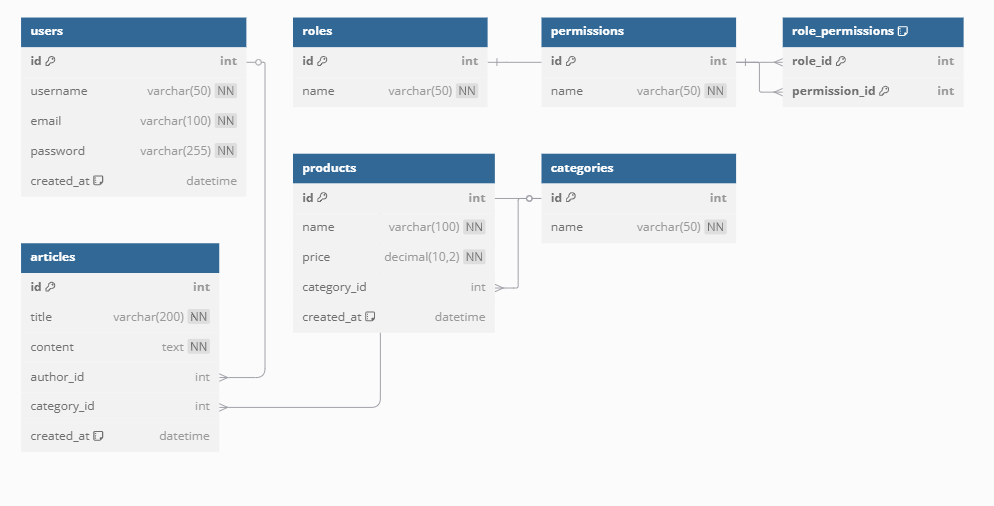 users
id int
username varchar(50) NN
email varchar(100) NN
password varchar(255) NN
created_at datetime
roles
id int
name varchar(50) NN
permissions
id int
name varchar(50) NN
role_permissions
role_id int
permission_id int
products
id int
name varchar(100) NN
price decimal(10,2) NN
category_id int
created_at datetime
categories
id int
name varchar(50) NN
articles
id int
title varchar(200) NN
content text NN
author_id int
category_id int
created_at datetime